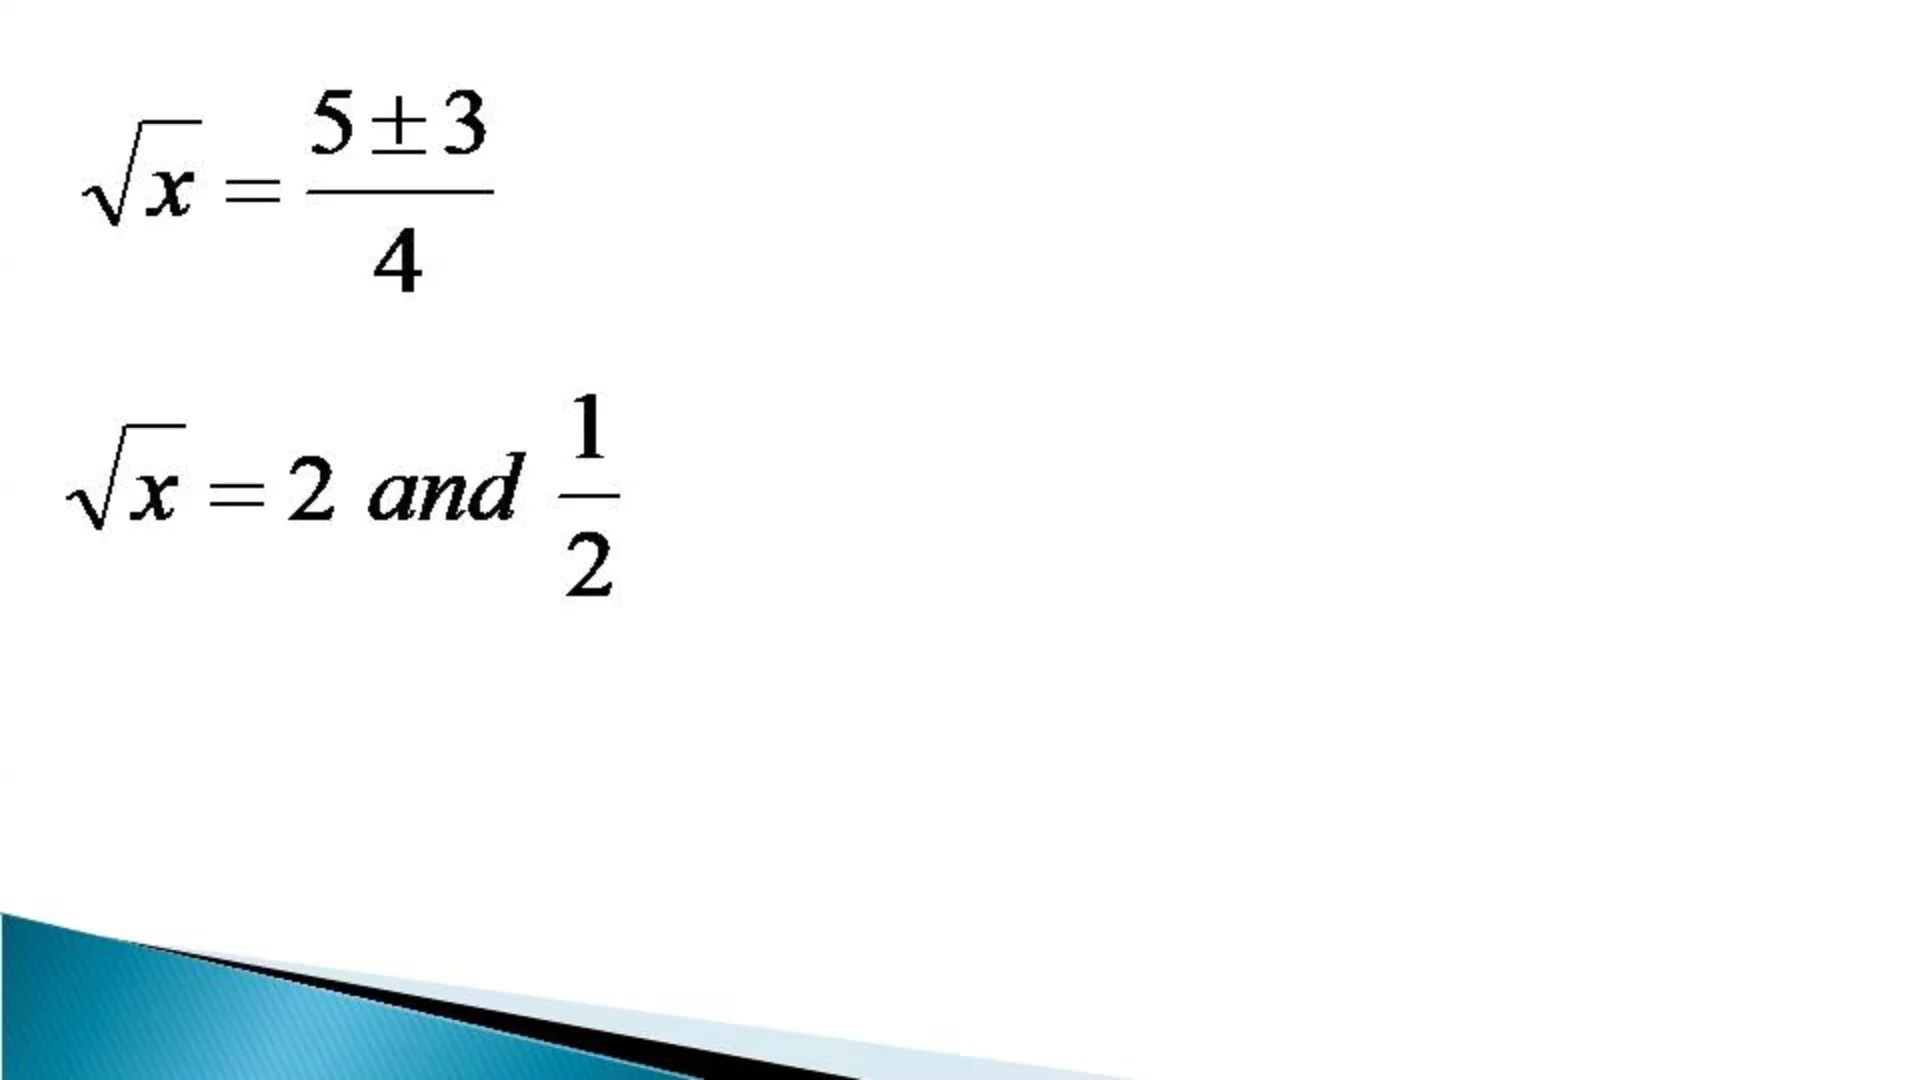 √x = (5 ± 3)/4
√x = 2 and 1/2